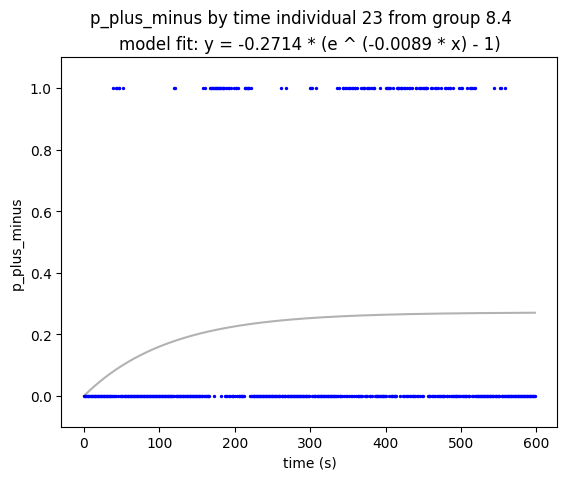 p_plus_minus by time individual 23 from group 8.4
model fit: y = -0.2714 * (e ^ (-0.0089 * x) - 1)
1.0
0.8
0.6
0.4
0.2
0.0
p_plus_minus
0 100 200 300 400 500 600
time (s)